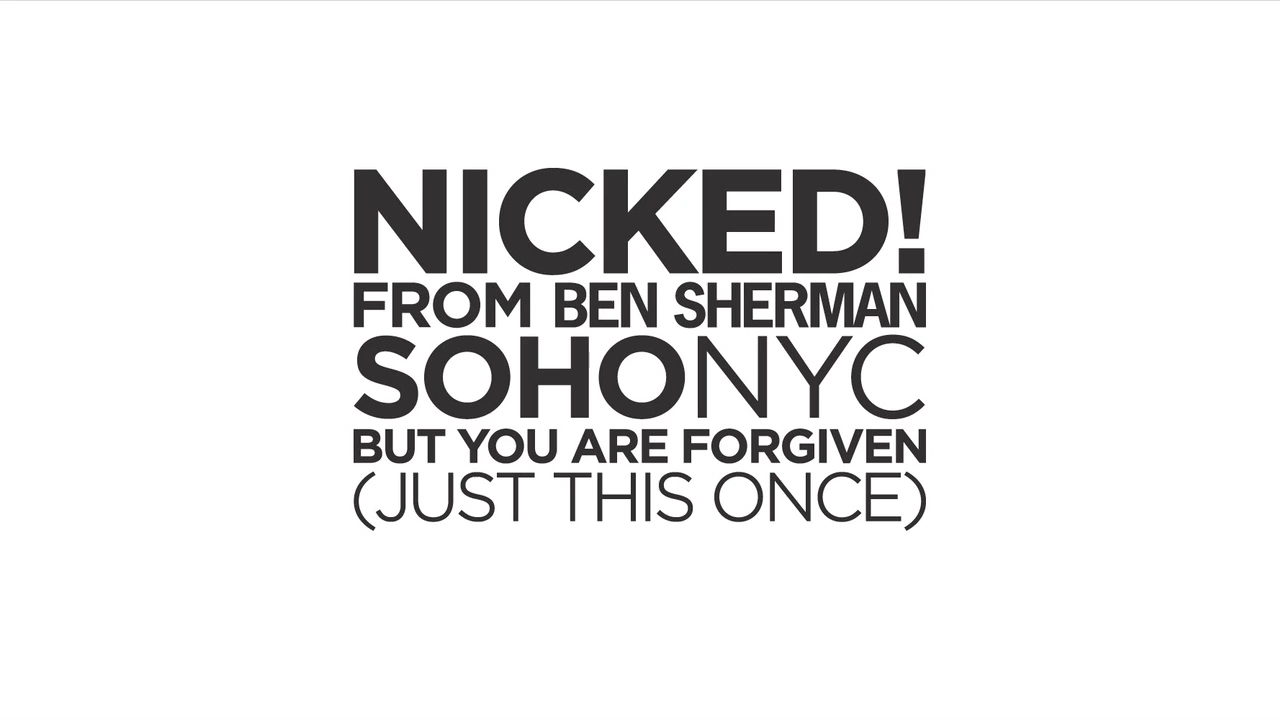 NICKED!
FROM BEN SHERMAN
SOHONYC
BUT YOU ARE FORGIVEN
(JUST THIS ONCE)